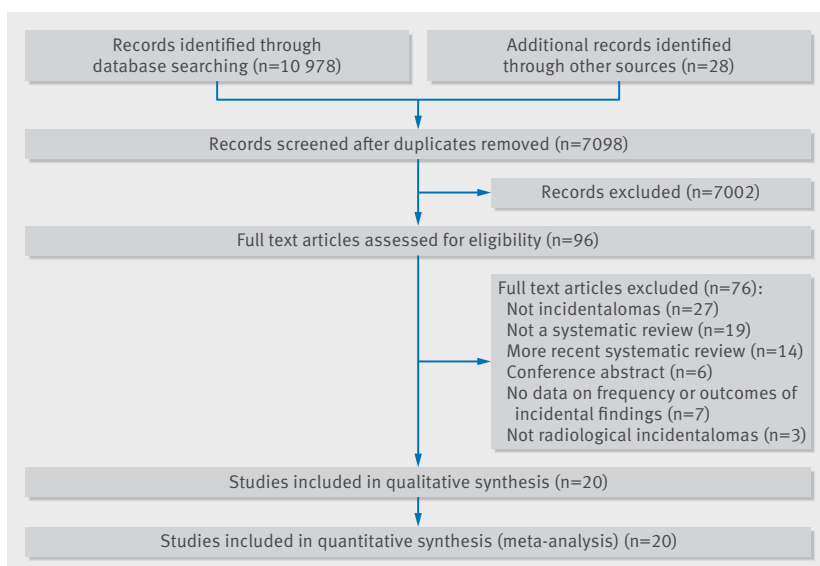 Records identified through
database searching (n=10 978)
Additional records identified
through other sources (n=28)
Records screened after duplicates removed (n=7098)
Records excluded (n=7002)
Full text articles assessed for eligibility (n=96)
Full text articles excluded (n=76):
Not incidentalomas (n=27)
Not a systematic review (n=19)
More recent systematic review (n=14)
Conference abstract (n=6)
No data on frequency or outcomes of
incidental findings (n=7)
Not radiological incidentalomas (n=3)
Studies included in qualitative synthesis (n=20)
Studies included in quantitative synthesis (meta-analysis) (n=20)